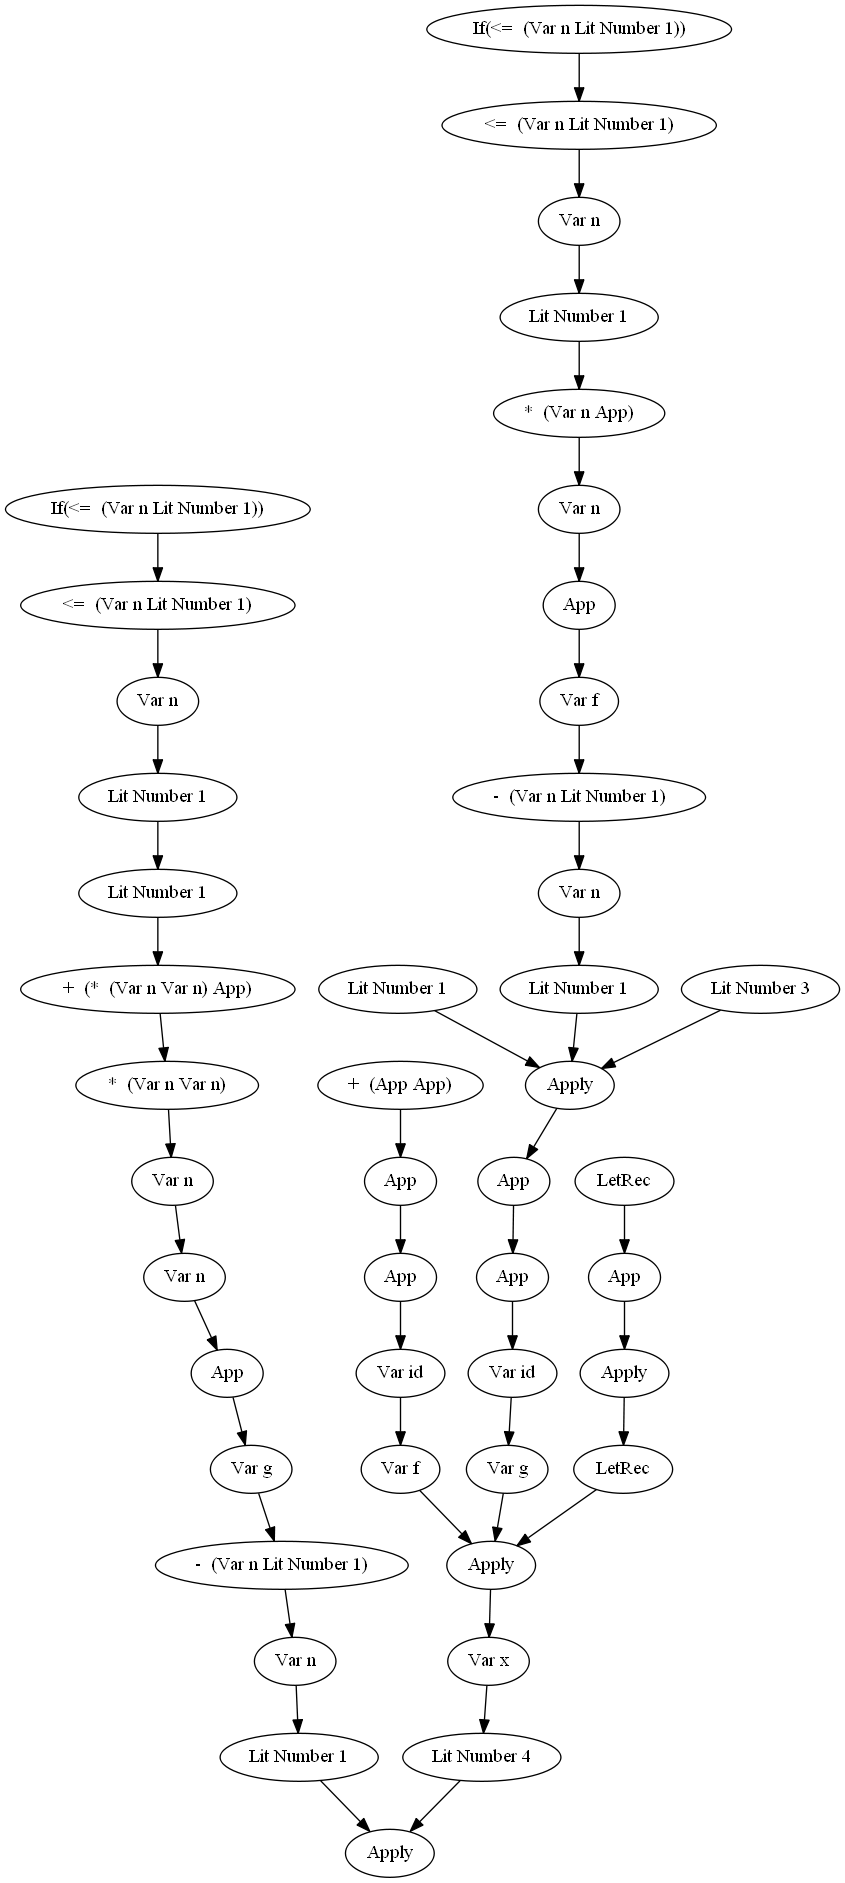 If(<= (Var n Lit Number 1))
<= (Var n Lit Number 1)
Var n
Lit Number 1
* (Var n App)
If(<= (Var n Lit Number 1))
Var n
<= (Var n Lit Number 1)
App
Var n
Var f
Lit Number 1
- (Var n Lit Number 1)
Lit Number 1
Var n
+ (* (Var n Var n) App)
Lit Number 1
Lit Number 1
Lit Number 3
* (Var n Var n)
+ (App App)
Apply
Var n
App
App
LetRec
Var n
App
App
App
App
Var id
Var id
Apply
Var g
Var f
Var g
LetRec
- (Var n Lit Number 1)
Apply
Var n
Var x
Lit Number 1
Lit Number 4
Apply